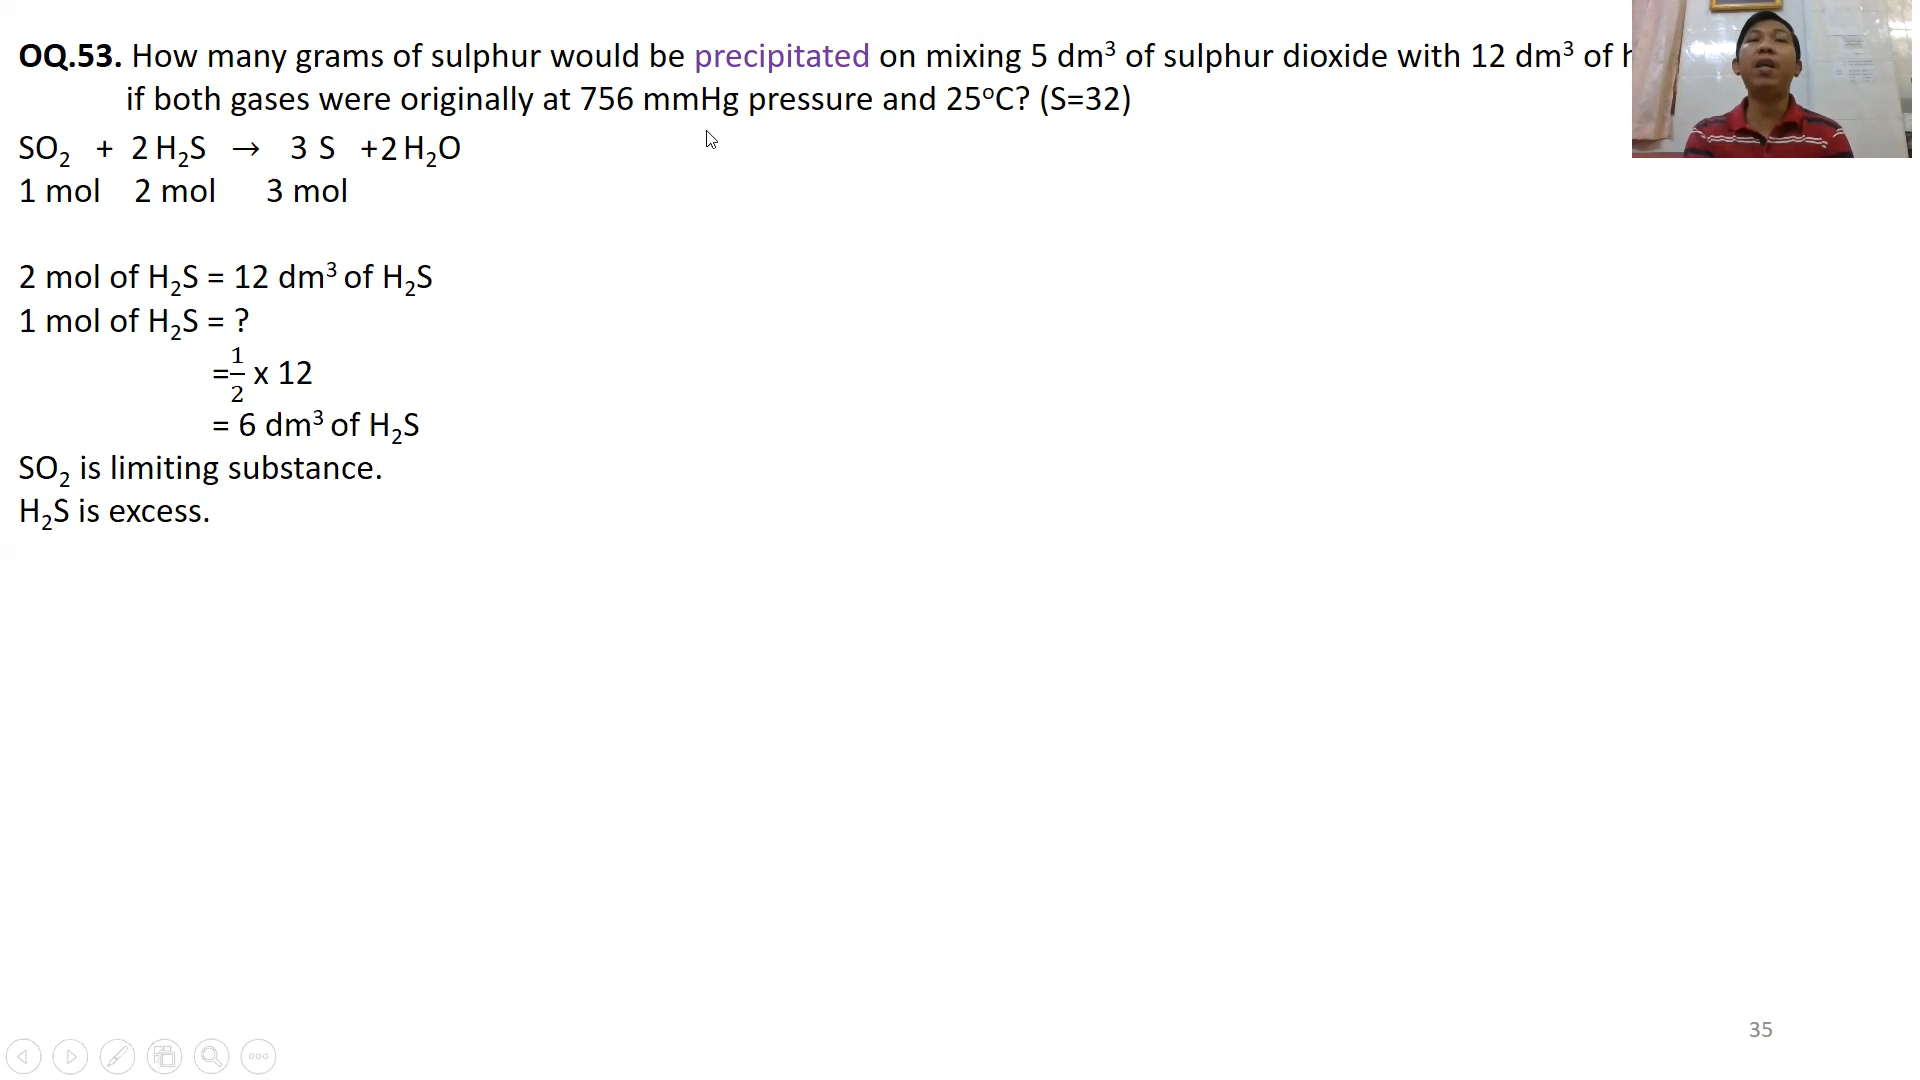 OQ.53. How many grams of sulphur would be precipitated on mixing 5 dm³ of sulphur dioxide with 12 dm³ of
if both gases were originally at 756 mmHg pressure and 25ᵒC? (S=32)
SO₂ + 2 H₂S → 3 S +2 H₂O
1 mol 2 mol 3 mol
2 mol of H₂S = 12 dm³ of H₂S
1 mol of H₂S = ?
=1/2 x 12
= 6 dm³ of H₂S
SO₂ is limiting substance.
H₂S is excess.
35